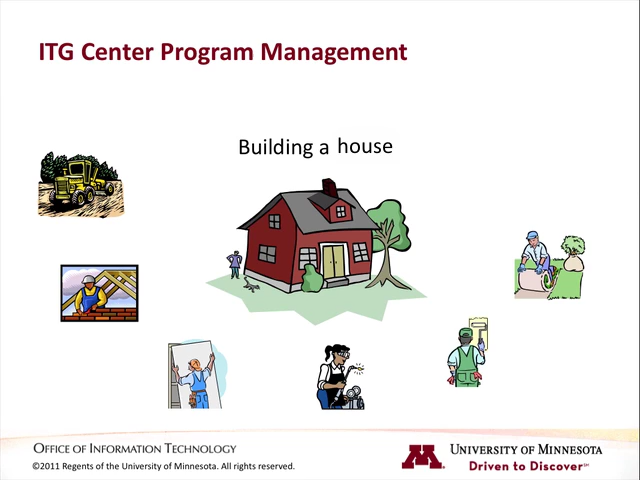 ITG Center Program Management
Building a house
OFFICE OF INFORMATION TECHNOLOGY
©2011 Regents of the University of Minnesota. All rights reserved.
M
UNIVERSITY OF MINNESOTA
Driven to Discover℠